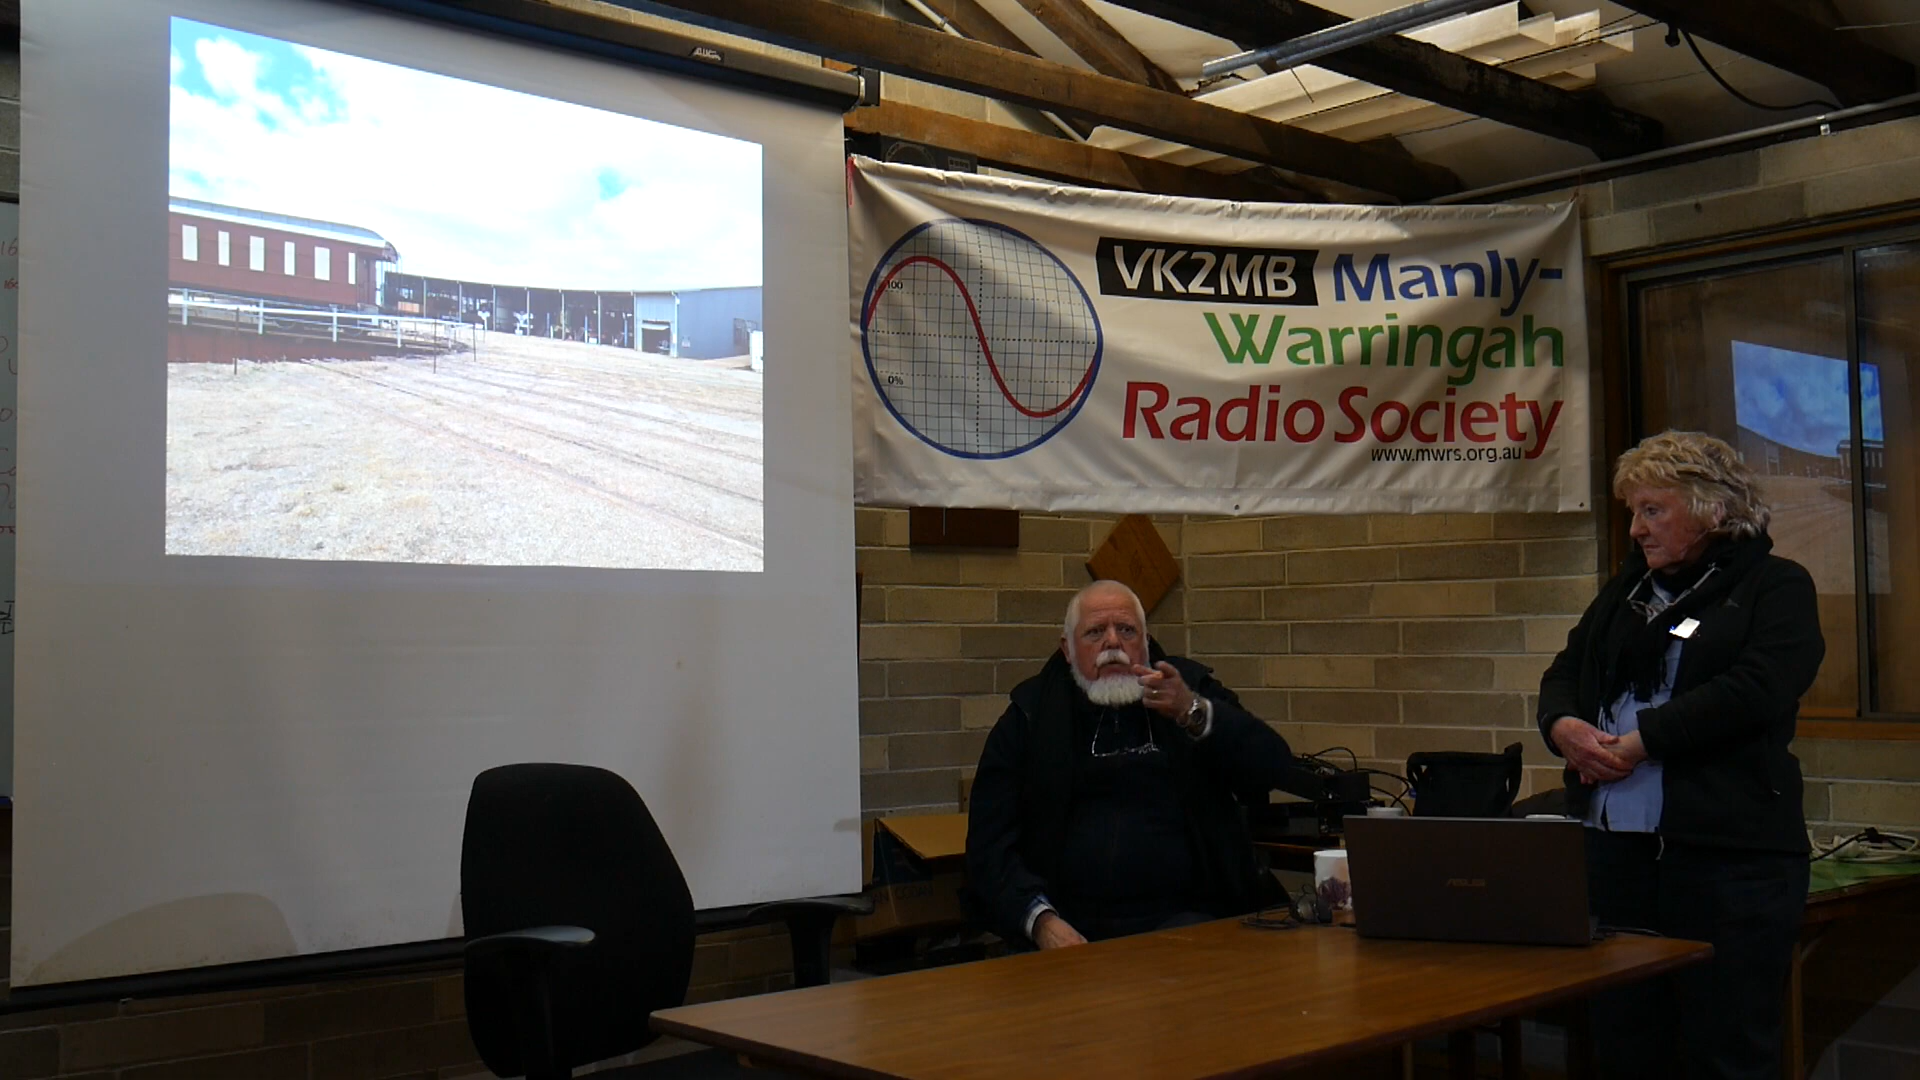 VK2MB Manly-
Warringah
Radio Society
www.mwrs.org.au
100
0%
ASUS